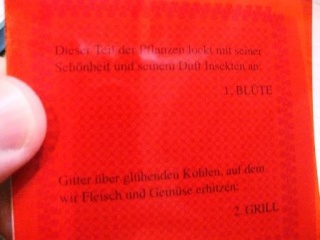 Dieser Teil der Pflanzen lockt mit seiner
Schönheit und seinem Duft Insekten an:
1. BLÜTE
Gitter über glühenden Kohlen, auf dem
wir Fleisch und Gemüse erhitzen:
2. GRILL